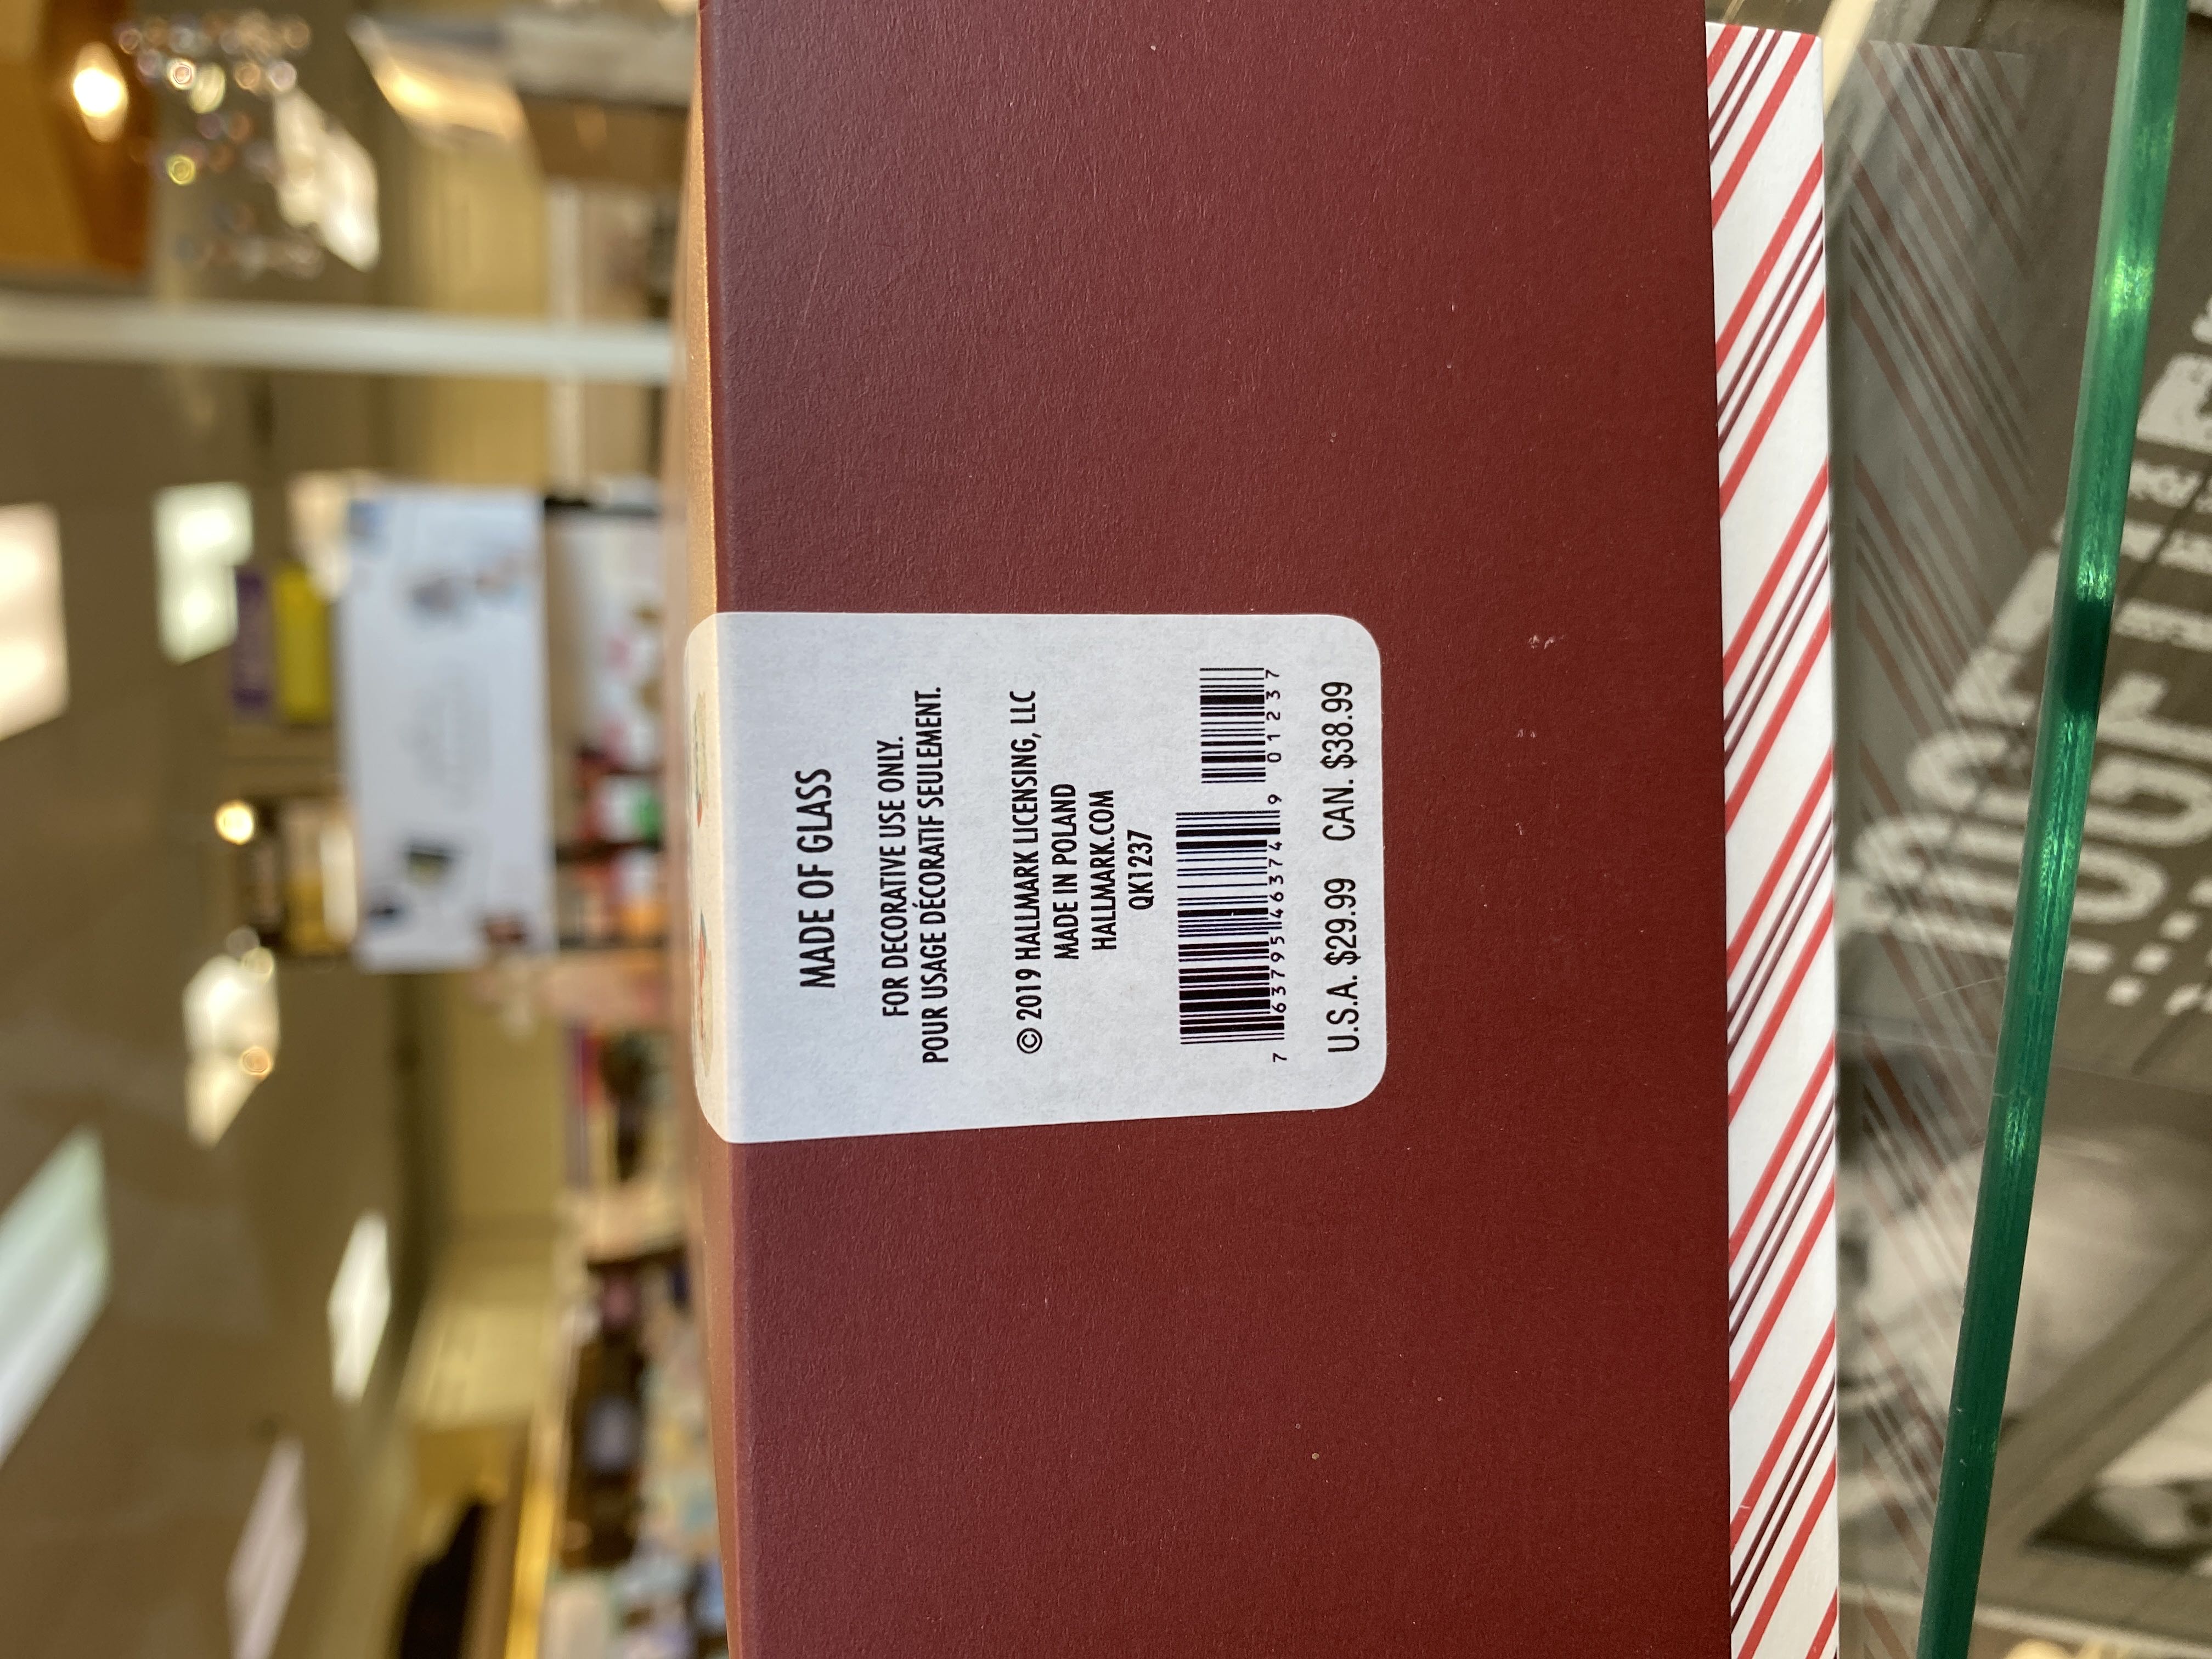 MADE OF GLASS
FOR DECORATIVE USE ONLY.
POUR USAGE DÉCORATIF SEULEMENT.
© 2019 HALLMARK LICENSING, LLC
MADE IN POLAND
HALLMARK.COM
QK1237
7 63795 46374 9 01237
U.S.A. $29.99 CAN. $38.99